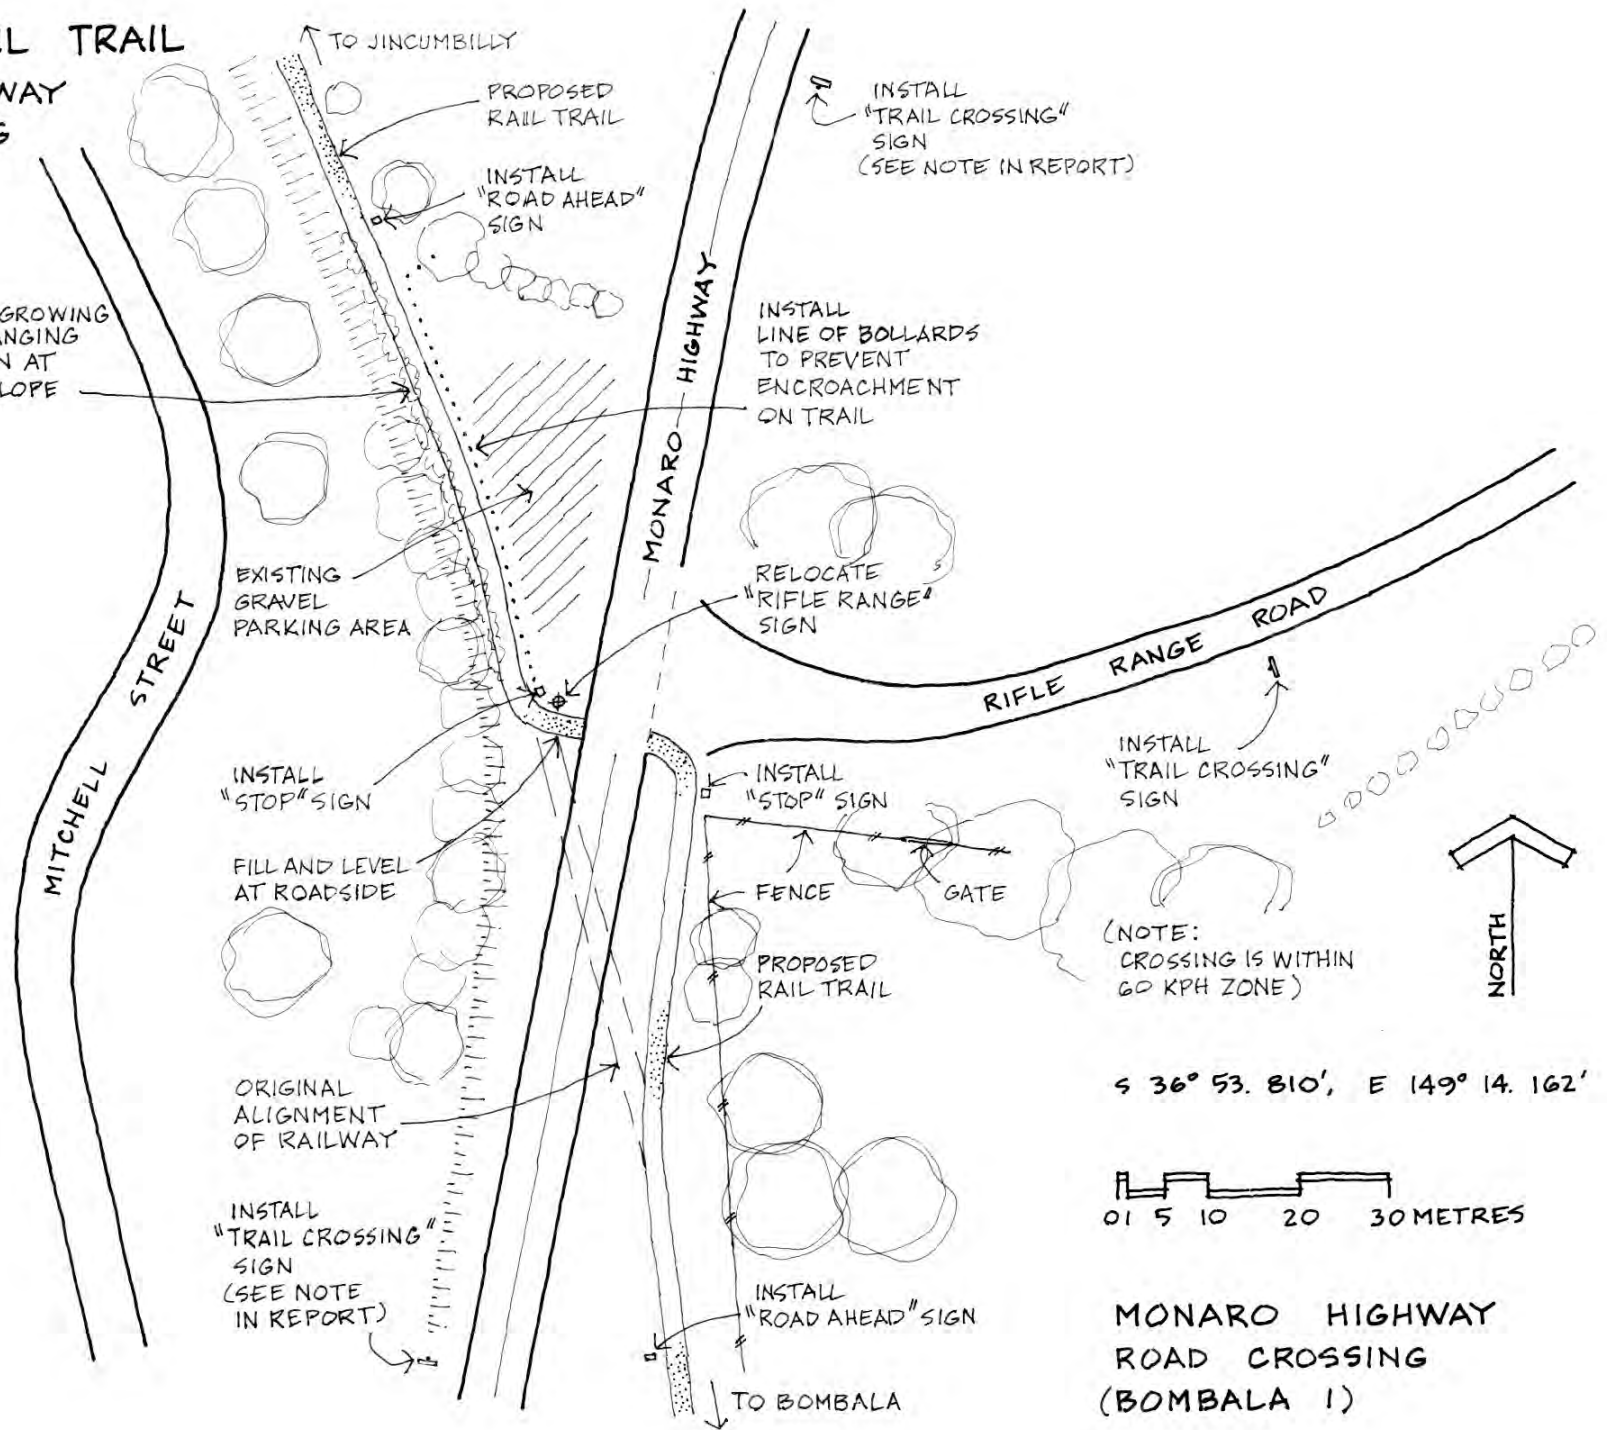 TRAIL
TO JINCUMBILLY
PROPOSED
RAIL TRAIL
INSTALL
"ROAD AHEAD"
SIGN
INSTALL
"TRAIL CROSSING"
SIGN
(SEE NOTE IN REPORT)
GROWING
AT
INSTALL
LINE OF BOLLARDS
TO PREVENT
ENCROACHMENT
ON TRAIL
MONARO HIGHWAY
EXISTING
GRAVEL
PARKING AREA
RELOCATE
"RIFLE RANGE"
SIGN
RIFLE RANGE ROAD
MITCHELL STREET
INSTALL
"STOP" SIGN
INSTALL
"STOP" SIGN
INSTALL
"TRAIL CROSSING"
SIGN
FILL AND LEVEL
AT ROADSIDE
FENCE
GATE
PROPOSED
RAIL TRAIL
(NOTE:
CROSSING IS WITHIN
60 KPH ZONE)
NORTH
ORIGINAL
ALIGNMENT
OF RAILWAY
S 36° 53. 810', E 149° 14. 162'
0 1 5 10 20 30 METRES
INSTALL
"TRAIL CROSSING"
SIGN
(SEE NOTE
IN REPORT)
INSTALL
"ROAD AHEAD" SIGN
TO BOMBALA
MONARO HIGHWAY
ROAD CROSSING
(BOMBALA 1)